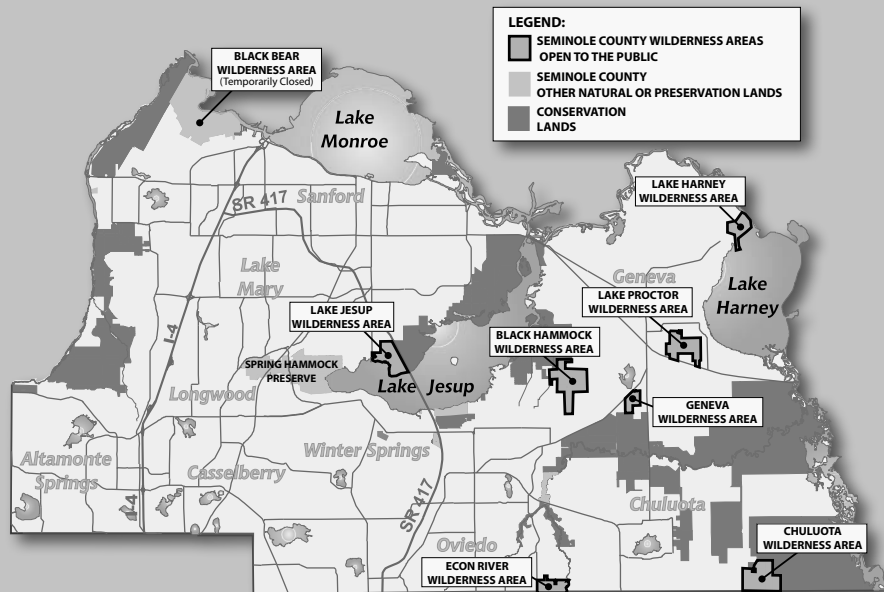 LEGEND:
SEMINOLE COUNTY WILDERNESS AREAS
OPEN TO THE PUBLIC
SEMINOLE COUNTY
OTHER NATURAL OR PRESERVATION LANDS
CONSERVATION
LANDS
BLACK BEAR
WILDERNESS AREA
(Temporarily Closed)
Lake
Monroe
LAKE HARNEY
WILDERNESS AREA
SR 417
Sanford
Lake
Mary
Geneva
Lake
Harney
LAKE PROCTOR
WILDERNESS AREA
LAKE JESUP
WILDERNESS AREA
I-4
BLACK HAMMOCK
WILDERNESS AREA
SPRING HAMMOCK
PRESERVE
Lake Jesup
Longwood
GENEVA
WILDERNESS AREA
Altamonte
Springs
Winter Springs
Casselberry
I-4
SR 417
Chuluota
Oviedo
CHULUOTA
WILDERNESS AREA
ECON RIVER
WILDERNESS AREA